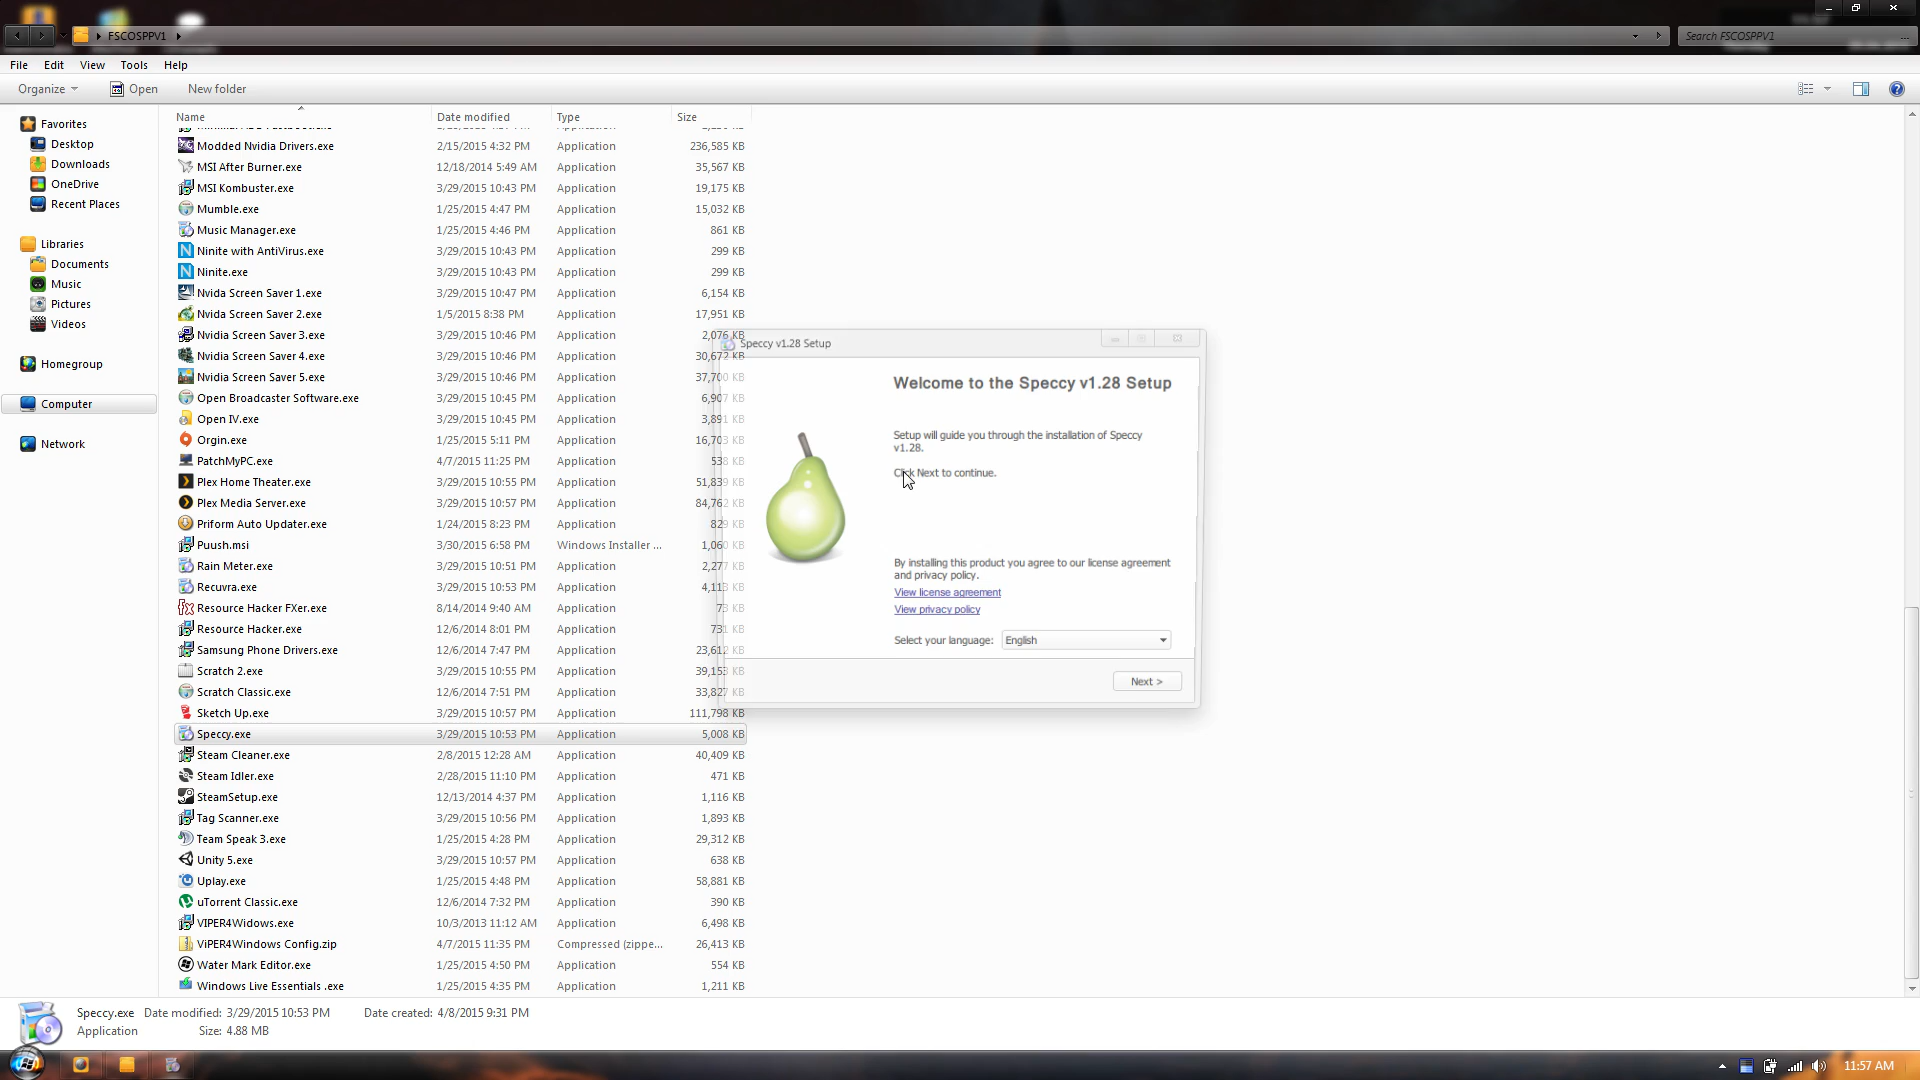 FSCOSPPV1
Search FSCOSPPV1
File Edit View Tools Help
Organize Open New folder
Name Date modified Type Size
Favorites
Desktop
Downloads
OneDrive
Recent Places
Libraries
Documents
Music
Pictures
Videos
Homegroup
Computer
Network
Modded Nvidia Drivers.exe 2/15/2015 4:32 PM Application 236,585 KB
MSI After Burner.exe 12/18/2014 5:49 AM Application 35,567 KB
MSI Kombuster.exe 3/29/2015 10:43 PM Application 19,175 KB
Mumble.exe 1/25/2015 4:47 PM Application 15,032 KB
Music Manager.exe 1/25/2015 4:46 PM Application 861 KB
Ninite with AntiVirus.exe 3/29/2015 10:43 PM Application 299 KB
Ninite.exe 3/29/2015 10:43 PM Application 299 KB
Nvida Screen Saver 1.exe 3/29/2015 10:47 PM Application 6,154 KB
Nvida Screen Saver 2.exe 1/5/2015 8:38 PM Application 17,951 KB
Nvidia Screen Saver 3.exe 3/29/2015 10:46 PM Application 2,076 KB
Nvidia Screen Saver 4.exe 3/29/2015 10:46 PM Application 30,672 KB
Nvidia Screen Saver 5.exe 3/29/2015 10:46 PM Application 37,700 KB
Open Broadcaster Software.exe 3/29/2015 10:45 PM Application 6,907 KB
Open IV.exe 3/29/2015 10:45 PM Application 3,891 KB
Orgin.exe 1/25/2015 5:11 PM Application 16,703 KB
PatchMyPC.exe 4/7/2015 11:25 PM Application 538 KB
Plex Home Theater.exe 3/29/2015 10:55 PM Application 51,839 KB
Plex Media Server.exe 3/29/2015 10:57 PM Application 84,762 KB
Priform Auto Updater.exe 1/24/2015 8:23 PM Application 829 KB
Puush.msi 3/30/2015 6:58 PM Windows Installer ... 1,060 KB
Rain Meter.exe 3/29/2015 10:51 PM Application 2,277 KB
Recuvra.exe 3/29/2015 10:53 PM Application 4,113 KB
Resource Hacker FXer.exe 8/14/2014 9:40 AM Application 73 KB
Resource Hacker.exe 12/6/2014 8:01 PM Application 731 KB
Samsung Phone Drivers.exe 12/6/2014 7:47 PM Application 23,612 KB
Scratch 2.exe 3/29/2015 10:55 PM Application 39,153 KB
Scratch Classic.exe 12/6/2014 7:51 PM Application 33,827 KB
Sketch Up.exe 3/29/2015 10:57 PM Application 111,798 KB
Speccy.exe 3/29/2015 10:53 PM Application 5,008 KB
Steam Cleaner.exe 2/8/2015 12:28 AM Application 40,409 KB
Steam Idler.exe 2/28/2015 11:10 PM Application 471 KB
SteamSetup.exe 12/13/2014 4:37 PM Application 1,116 KB
Tag Scanner.exe 3/29/2015 10:56 PM Application 1,893 KB
Team Speak 3.exe 1/25/2015 4:28 PM Application 29,312 KB
Unity 5.exe 3/29/2015 10:57 PM Application 638 KB
Uplay.exe 1/25/2015 4:48 PM Application 58,881 KB
uTorrent Classic.exe 12/6/2014 7:32 PM Application 390 KB
VIPER4Widows.exe 10/3/2013 11:12 AM Application 6,498 KB
ViPER4Windows Config.zip 4/7/2015 11:35 PM Compressed (zippe... 26,413 KB
Water Mark Editor.exe 1/25/2015 4:50 PM Application 554 KB
Windows Live Essentials .exe 1/25/2015 4:35 PM Application 1,211 KB
Speccy v1.28 Setup
Welcome to the Speccy v1.28 Setup
Setup will guide you through the installation of Speccy
v1.28.
Click Next to continue.
By installing this product you agree to our license agreement
and privacy policy.
View license agreement
View privacy policy
Select your language: English
Next >
Speccy.exe Date modified: 3/29/2015 10:53 PM Date created: 4/8/2015 9:31 PM
Application Size: 4.88 MB
11:57 AM